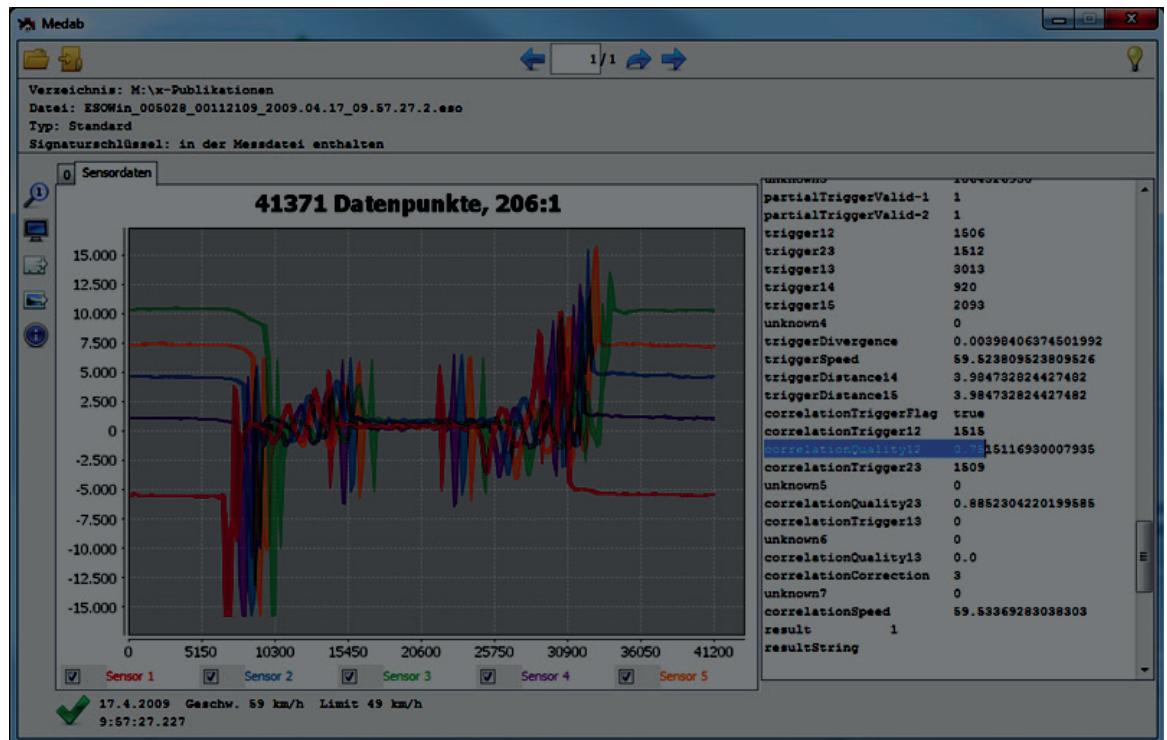 Medab
1/1
Verzeichnis: M:\x-Publikationen
Datei: ESOWin_005028_00112109_2009.04.17_09.57.27.2.eso
Typ: Standard
Signaturschlüssel: in der Messdatei enthalten
0 Sensordaten
41371 Datenpunkte, 206:1
15.000
12.500
10.000
7.500
5.000
2.500
0
-2.500
-5.000
-7.500
-10.000
-12.500
-15.000
0 5150 10300 15450 20600 25750 30900 36050 41200
Sensor 1 Sensor 2 Sensor 3 Sensor 4 Sensor 5
partialTriggerValid-1 1
partialTriggerValid-2 1
trigger12 1506
trigger23 1512
trigger13 3013
trigger14 920
trigger15 2093
unknown4 0
triggerDivergence 0.00398406374501992
triggerSpeed 59.523809523809526
triggerDistance14 3.984732824427482
triggerDistance15 3.984732824427482
correlationTriggerFlag true
correlationTrigger12 1515
correlationQuality12
correlationTrigger23 1509
unknown5 0
correlationQuality23 0.8852304220199585
correlationTrigger13 0
unknown6 0
correlationQuality13 0.0
correlationCorrection 3
unknown7 0
correlationSpeed 59.53369283038303
result 1
resultString
17.4.2009 Geschw. 59 km/h Limit 49 km/h
9:57:27.227